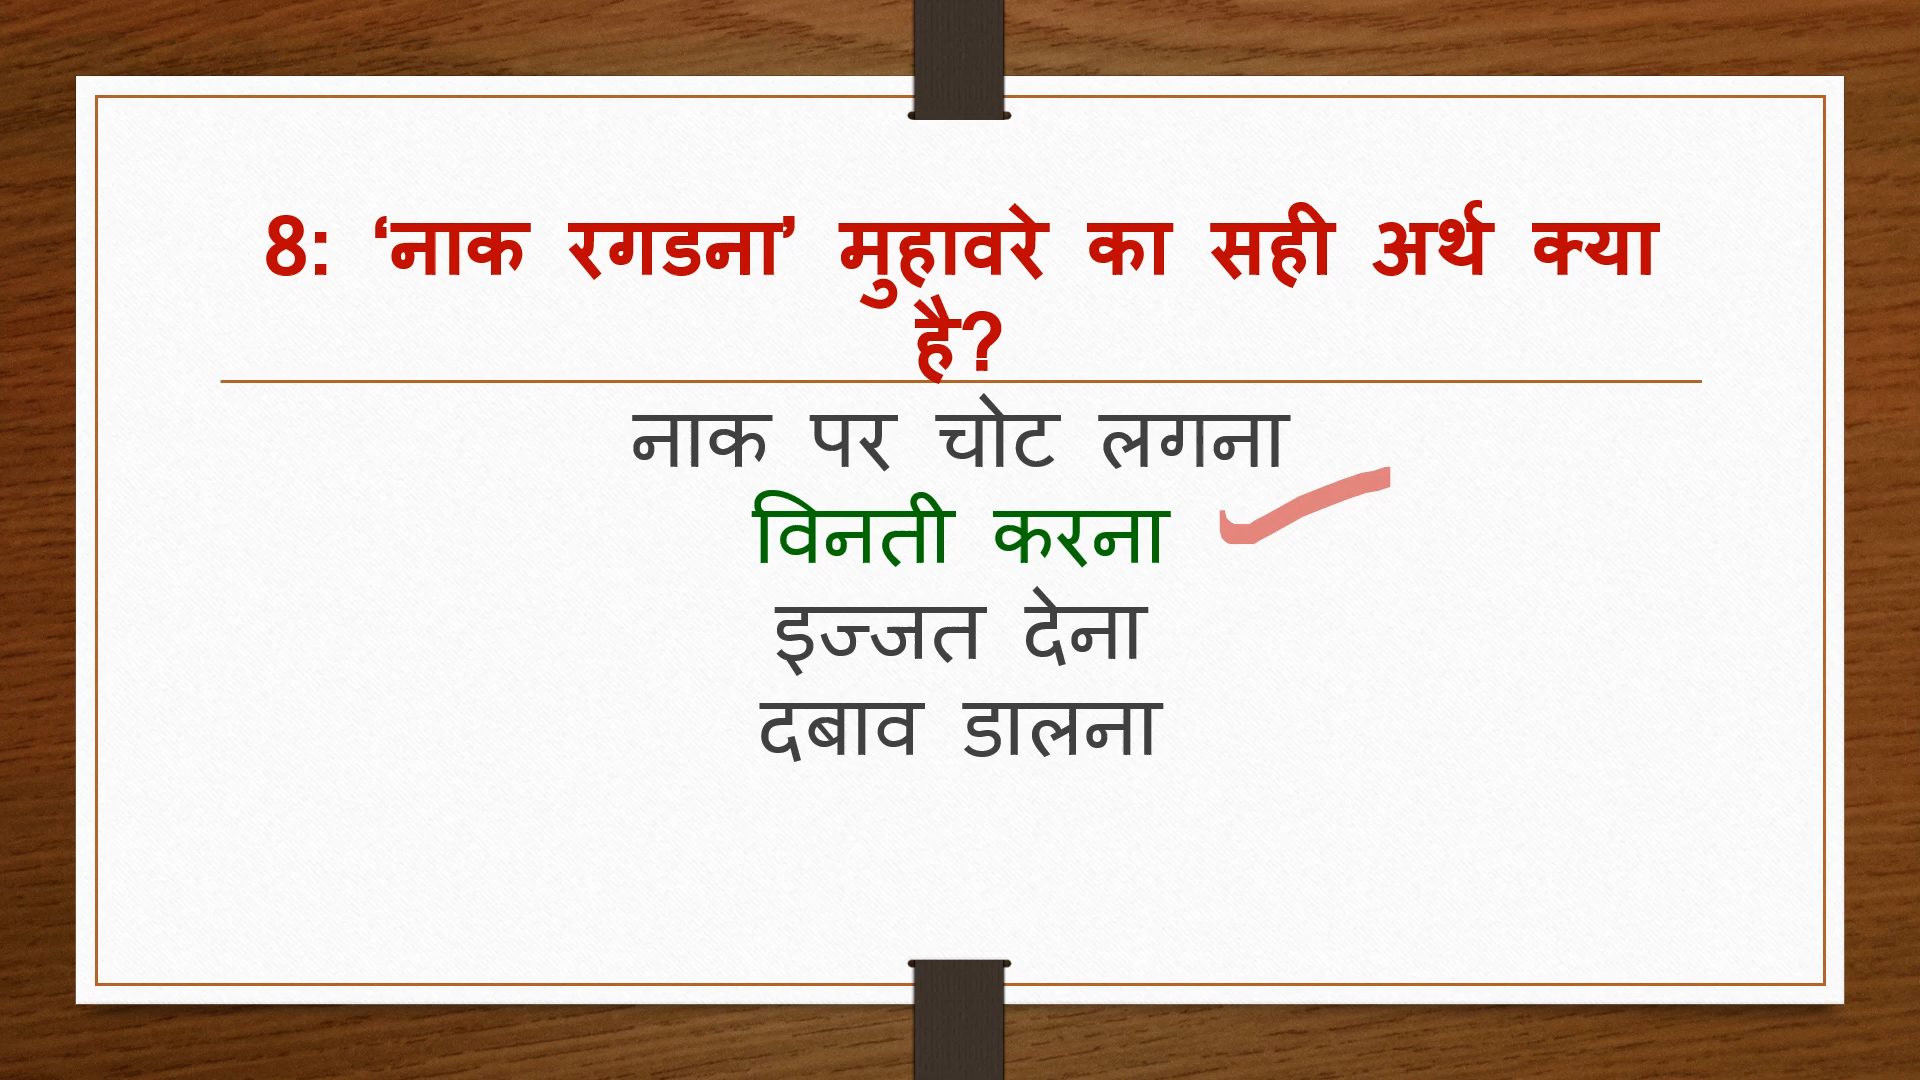 8: ‘नाक रगडना’ मुहावरे का सही अर्थ क्या
है?
नाक पर चोट लगना
विनती करना
इज्जत देना
दबाव डालना